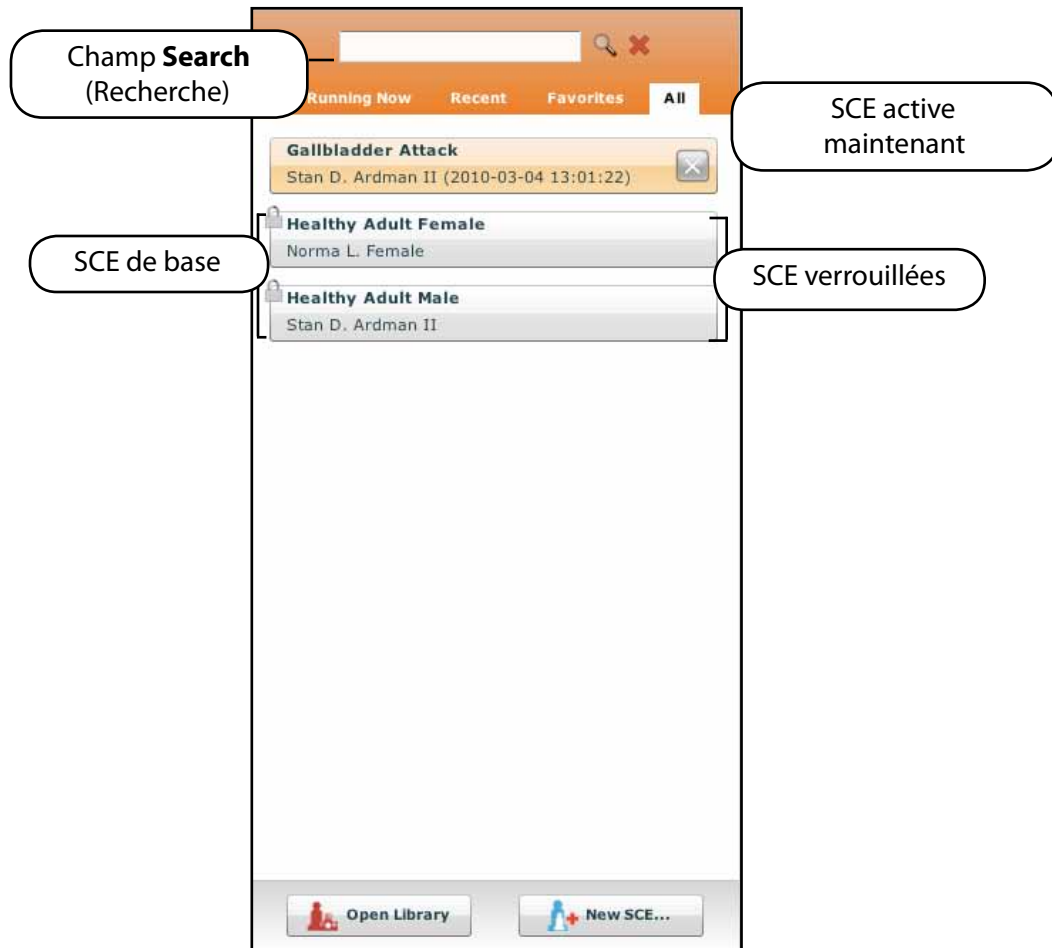 Champ Search
(Recherche)
Running Now Recent Favorites All
SCE active
maintenant
Gallbladder Attack
Stan D. Ardman II (2010-03-04 13:01:22)
Healthy Adult Female
Norma L. Female
SCE de base
SCE verrouillées
Healthy Adult Male
Stan D. Ardman II
Open Library New SCE...